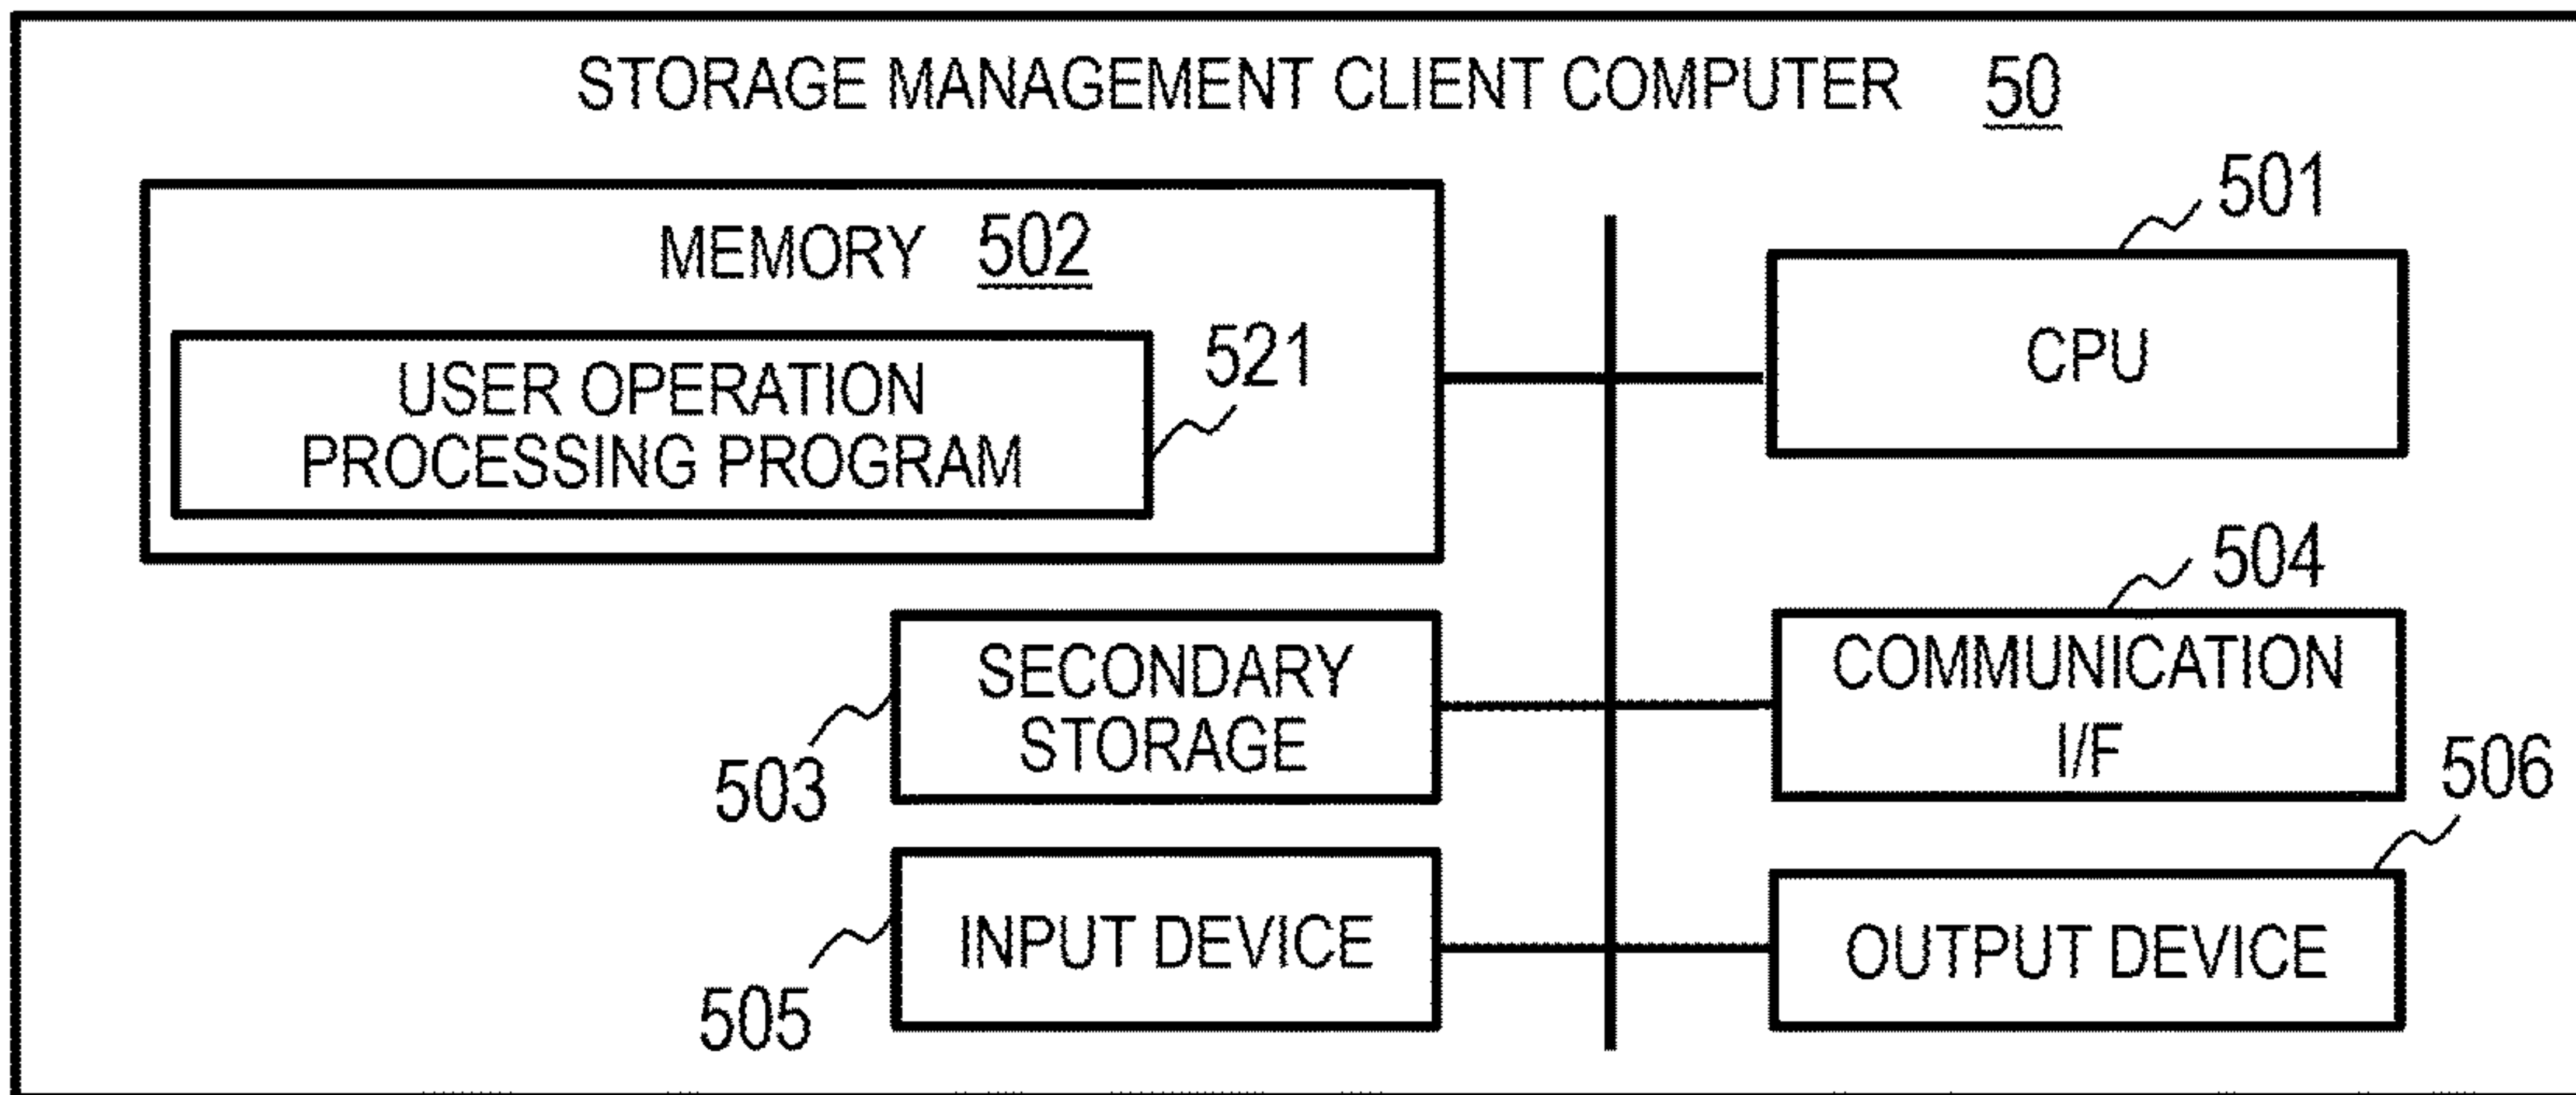 STORAGE MANAGEMENT CLIENT COMPUTER 50
501
MEMORY 502
521
USER OPERATION
PROCESSING PROGRAM
CPU
504
SECONDARY
STORAGE
503
COMMUNICATION
I/F
506
INPUT DEVICE
505
OUTPUT DEVICE